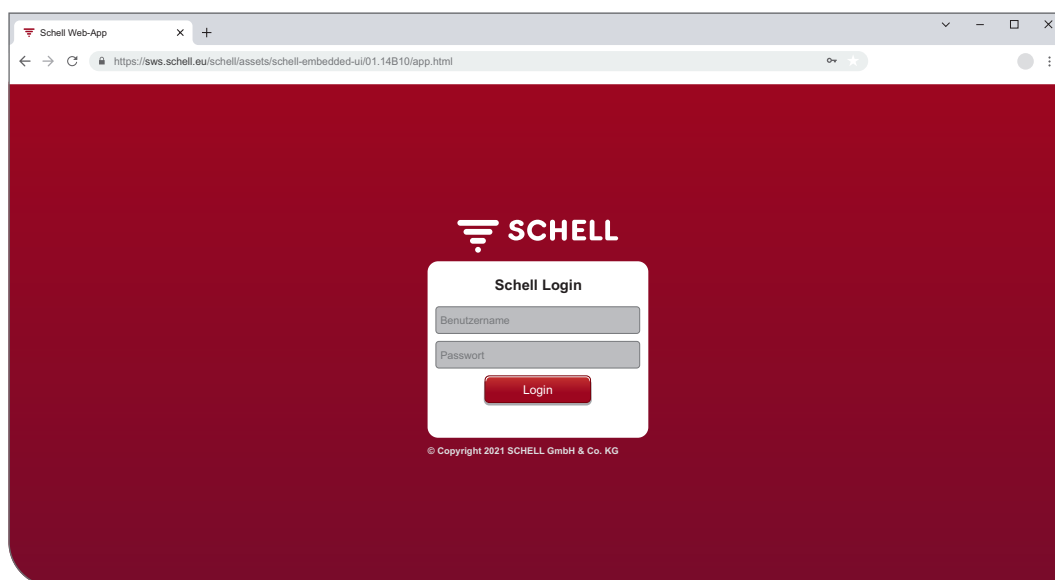 Schell Web-App
https://sws.schell.eu/schell/assets/schell-embedded-ui/01.14B10/app.html
SCHELL
Schell Login
Benutzername
Passwort
Login
© Copyright 2021 SCHELL GmbH & Co. KG